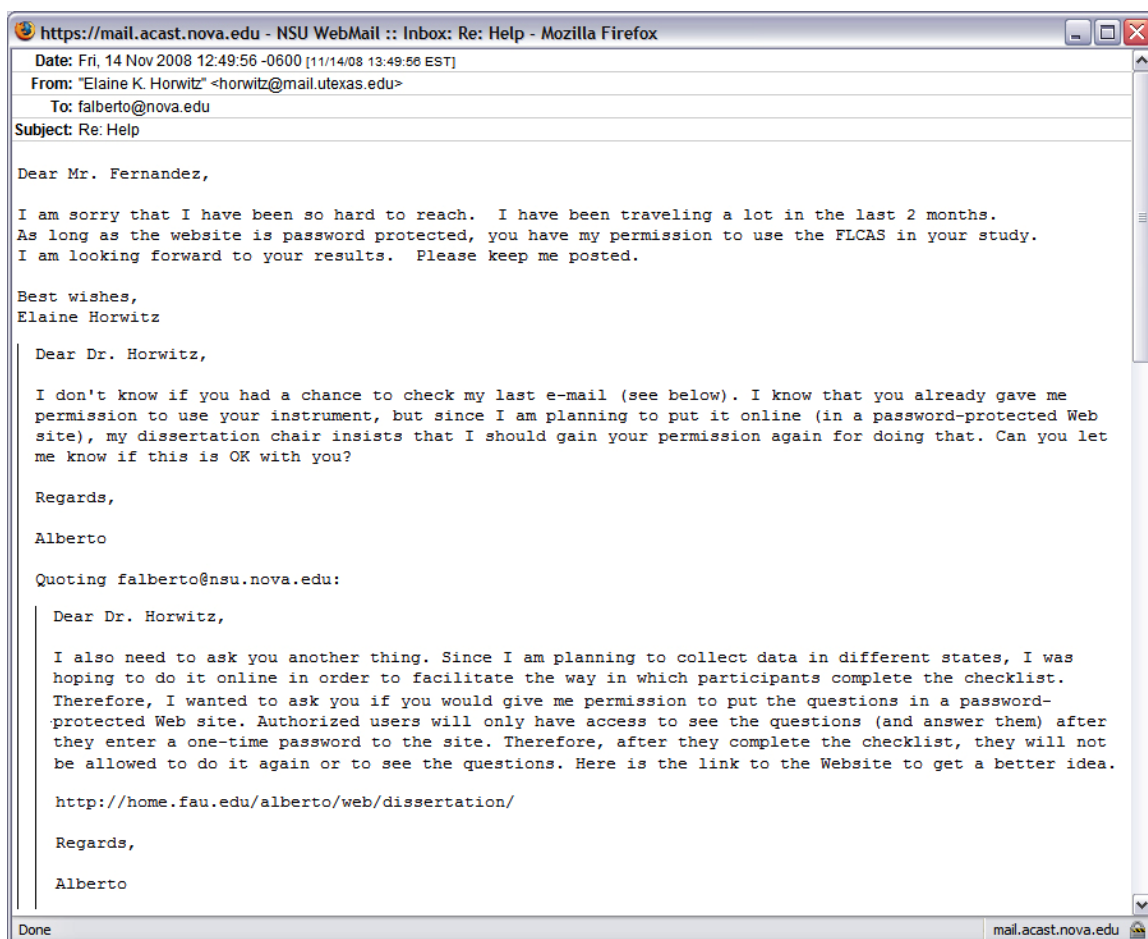 https://mail.acast.nova.edu - NSU WebMail :: Inbox: Re: Help - Mozilla Firefox
Date: Fri, 14 Nov 2008 12:49:56 -0600 [11/14/08 13:49:56 EST]
From: "Elaine K. Horwitz" <horwitz@mail.utexas.edu>
To: falberto@nova.edu
Subject: Re: Help
Dear Mr. Fernandez,
I am sorry that I have been so hard to reach.  I have been traveling a lot in the last 2 months.
As long as the website is password protected, you have my permission to use the FLCAS in your study.
I am looking forward to your results.  Please keep me posted.
Best wishes,
Elaine Horwitz
Dear Dr. Horwitz,
I don't know if you had a chance to check my last e-mail (see below). I know that you already gave me
permission to use your instrument, but since I am planning to put it online (in a password-protected Web
site), my dissertation chair insists that I should gain your permission again for doing that. Can you let
me know if this is OK with you?
Regards,
Alberto
Quoting falberto@nsu.nova.edu:
Dear Dr. Horwitz,
I also need to ask you another thing. Since I am planning to collect data in different states, I was
hoping to do it online in order to facilitate the way in which participants complete the checklist.
Therefore, I wanted to ask you if you would give me permission to put the questions in a password-
protected Web site. Authorized users will only have access to see the questions (and answer them) after
they enter a one-time password to the site. Therefore, after they complete the checklist, they will not
be allowed to do it again or to see the questions. Here is the link to the Website to get a better idea.
http://home.fau.edu/alberto/web/dissertation/
Regards,
Alberto
Done
mail.acast.nova.edu